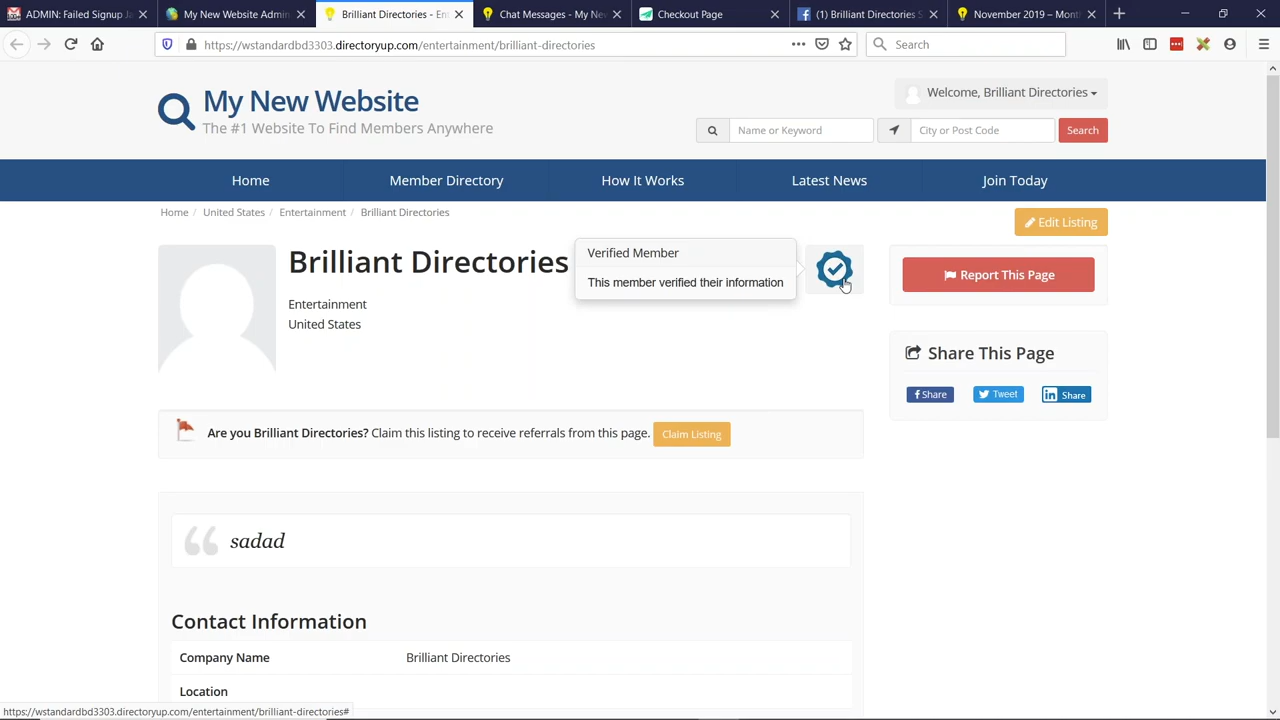 ADMIN: Failed Signup
My New Website Admin
Brilliant Directories - En
Chat Messages - My Ne
Checkout Page
(1) Brilliant Directories S
November 2019 – Mont
https://wstandardbd3303.directoryup.com/entertainment/brilliant-directories
Search
My New Website
The #1 Website To Find Members Anywhere
Welcome, Brilliant Directories
Name or Keyword
City or Post Code
Search
Home
Member Directory
How It Works
Latest News
Join Today
Home / United States / Entertainment / Brilliant Directories
Edit Listing
Brilliant Directories
Verified Member
This member verified their information
Entertainment
United States
Report This Page
Share This Page
f Share
Tweet
in Share
Are you Brilliant Directories? Claim this listing to receive referrals from this page.
Claim Listing
sadad
Contact Information
Company Name
Brilliant Directories
Location
https://wstandardbd3303.directoryup.com/entertainment/brilliant-directories#